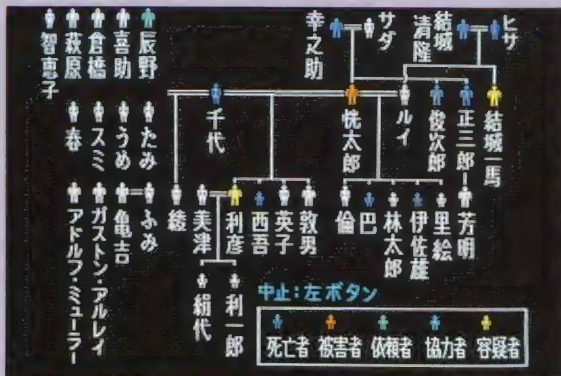 幸之助
サダ
結城清隆
ヒサ
辰野
喜助
倉橋
萩原
智恵子
千代
恍太郎
ルイ
俊次郎
正三郎
結城一馬
たみ
うめ
スミ
春
ふみ
亀吉
ガストン・アルレイ
アドルフ・ミューラー
綾
美津
利彦
西吾
英子
敦男
倫
巴
林太郎
伊佐雄
里絵
芳明
絹代
利一郎
中止:左ボタン
死亡者 被害者 依頼者 協力者 容疑者